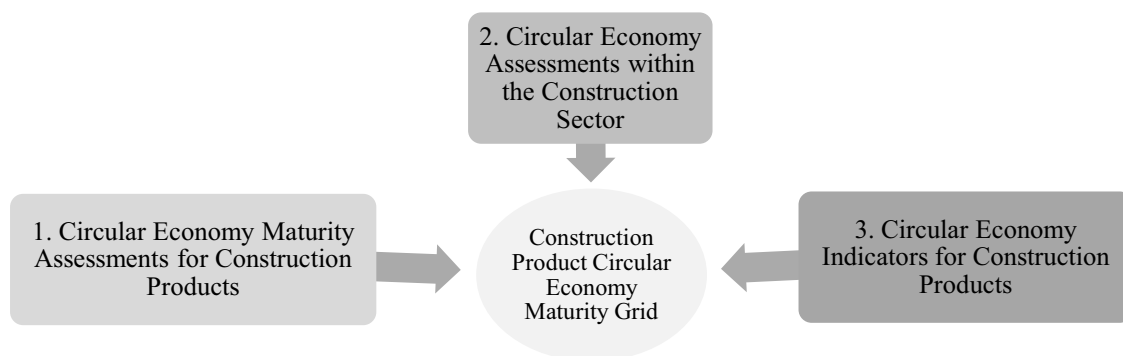 2. Circular Economy
Assessments within
the Construction
Sector
1. Circular Economy Maturity
Assessments for Construction
Products
Construction
Product Circular
Economy
Maturity Grid
3. Circular Economy
Indicators for Construction
Products